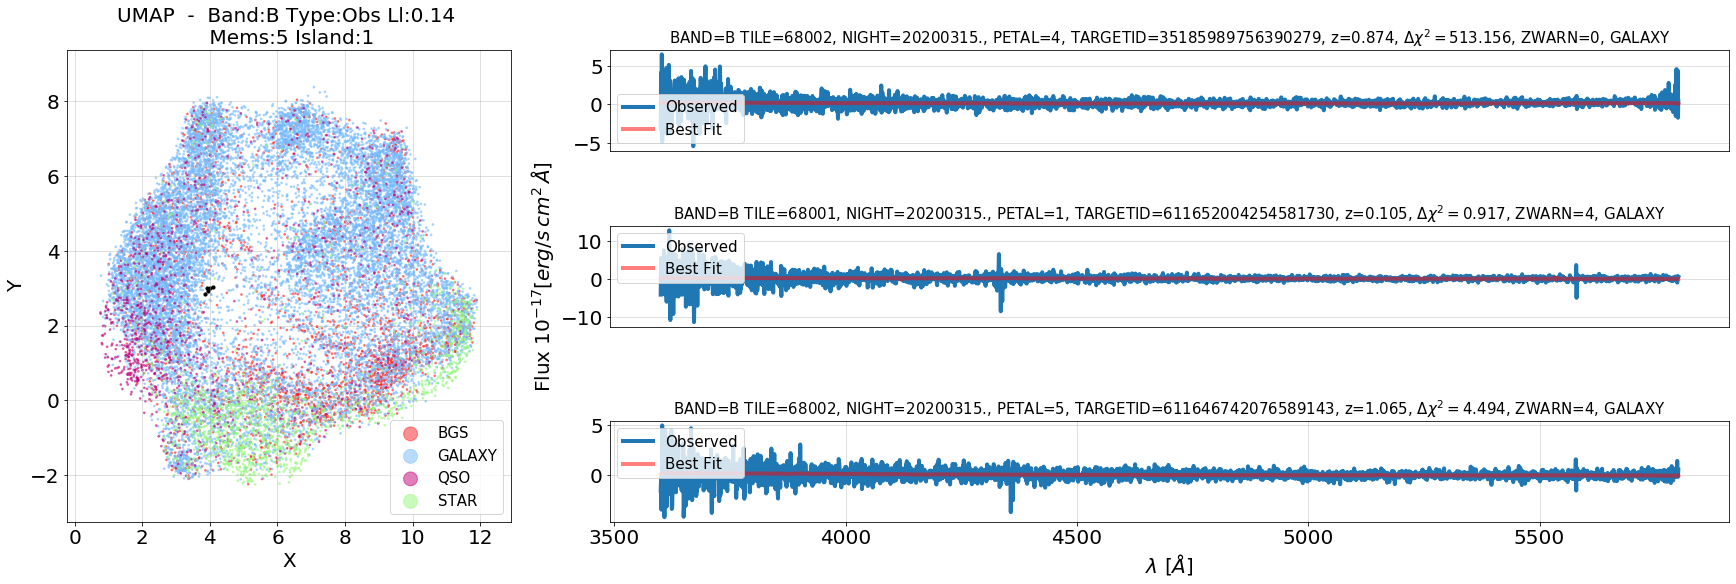 UMAP - Band:B Type:Obs Ll:0.14
Mems:5 Island:1
8
6
4
2
0
−2
Y
0 2 4 6 8 10 12
X
BGS
GALAXY
QSO
STAR
Flux 10⁻¹⁷[erg/s cm² Å]
BAND=B TILE=68002, NIGHT=20200315., PETAL=4, TARGETID=35185989756390279, z=0.874, Δχ² = 513.156, ZWARN=0, GALAXY
5
0
−5
Observed
Best Fit
BAND=B TILE=68001, NIGHT=20200315., PETAL=1, TARGETID=611652004254581730, z=0.105, Δχ² = 0.917, ZWARN=4, GALAXY
10
0
−10
Observed
Best Fit
BAND=B TILE=68002, NIGHT=20200315., PETAL=5, TARGETID=611646742076589143, z=1.065, Δχ² = 4.494, ZWARN=4, GALAXY
5
0
Observed
Best Fit
3500 4000 4500 5000 5500
λ [Å]